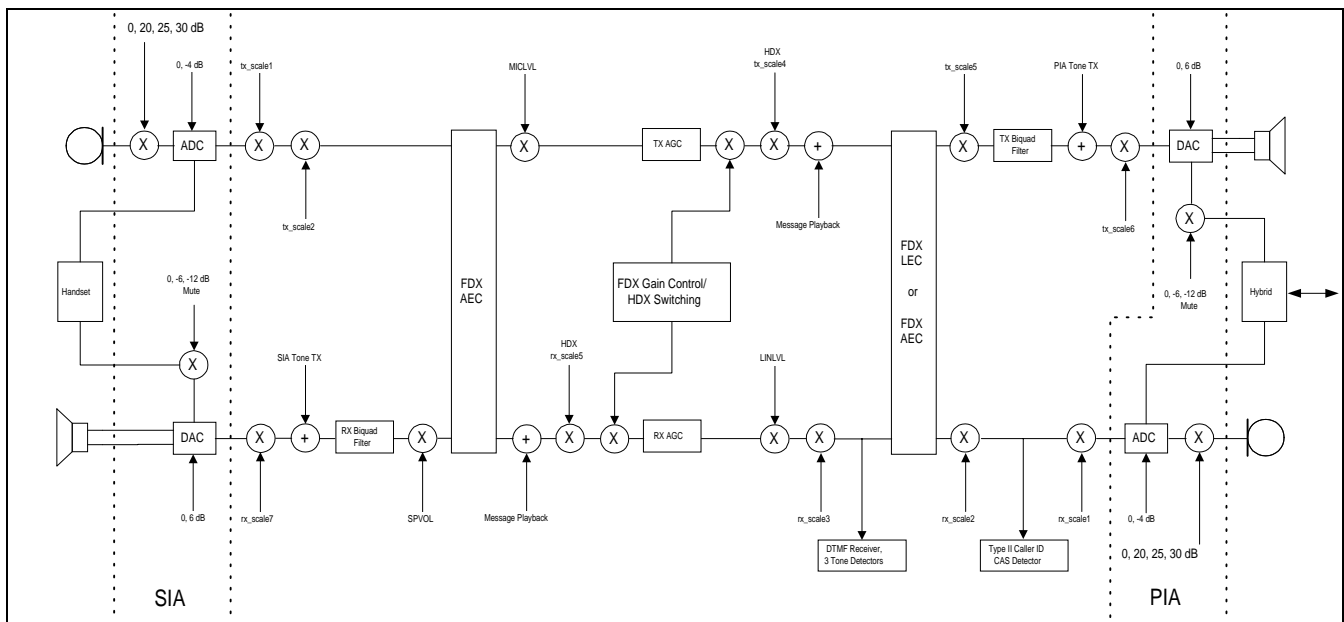 0, 20, 25, 30 dB
0, -4 dB
tx_scale1
MICLVL
HDX
tx_scale4
tx_scale5
PIA Tone TX
0, 6 dB
X
ADC
X
X
X
TX AGC
X
X
+
X
TX Biquad
Filter
+
X
DAC
tx_scale2
Message Playback
tx_scale6
X
Handset
0, -6, -12 dB
Mute
FDX
AEC
FDX Gain Control/
HDX Switching
FDX
LEC
or
FDX
AEC
0, -6, -12 dB
Mute
Hybrid
X
SIA Tone TX
HDX
rx_scale5
LINLVL
DAC
X
+
RX Biquad
Filter
X
+
X
X
RX AGC
X
X
X
X
ADC
X
0, 6 dB
rx_scale7
SPVOL
Message Playback
rx_scale3
rx_scale2
rx_scale1
0, -4 dB
0, 20, 25, 30 dB
DTMF Receiver,
3 Tone Detectors
Type II Caller ID
CAS Detector
SIA
PIA